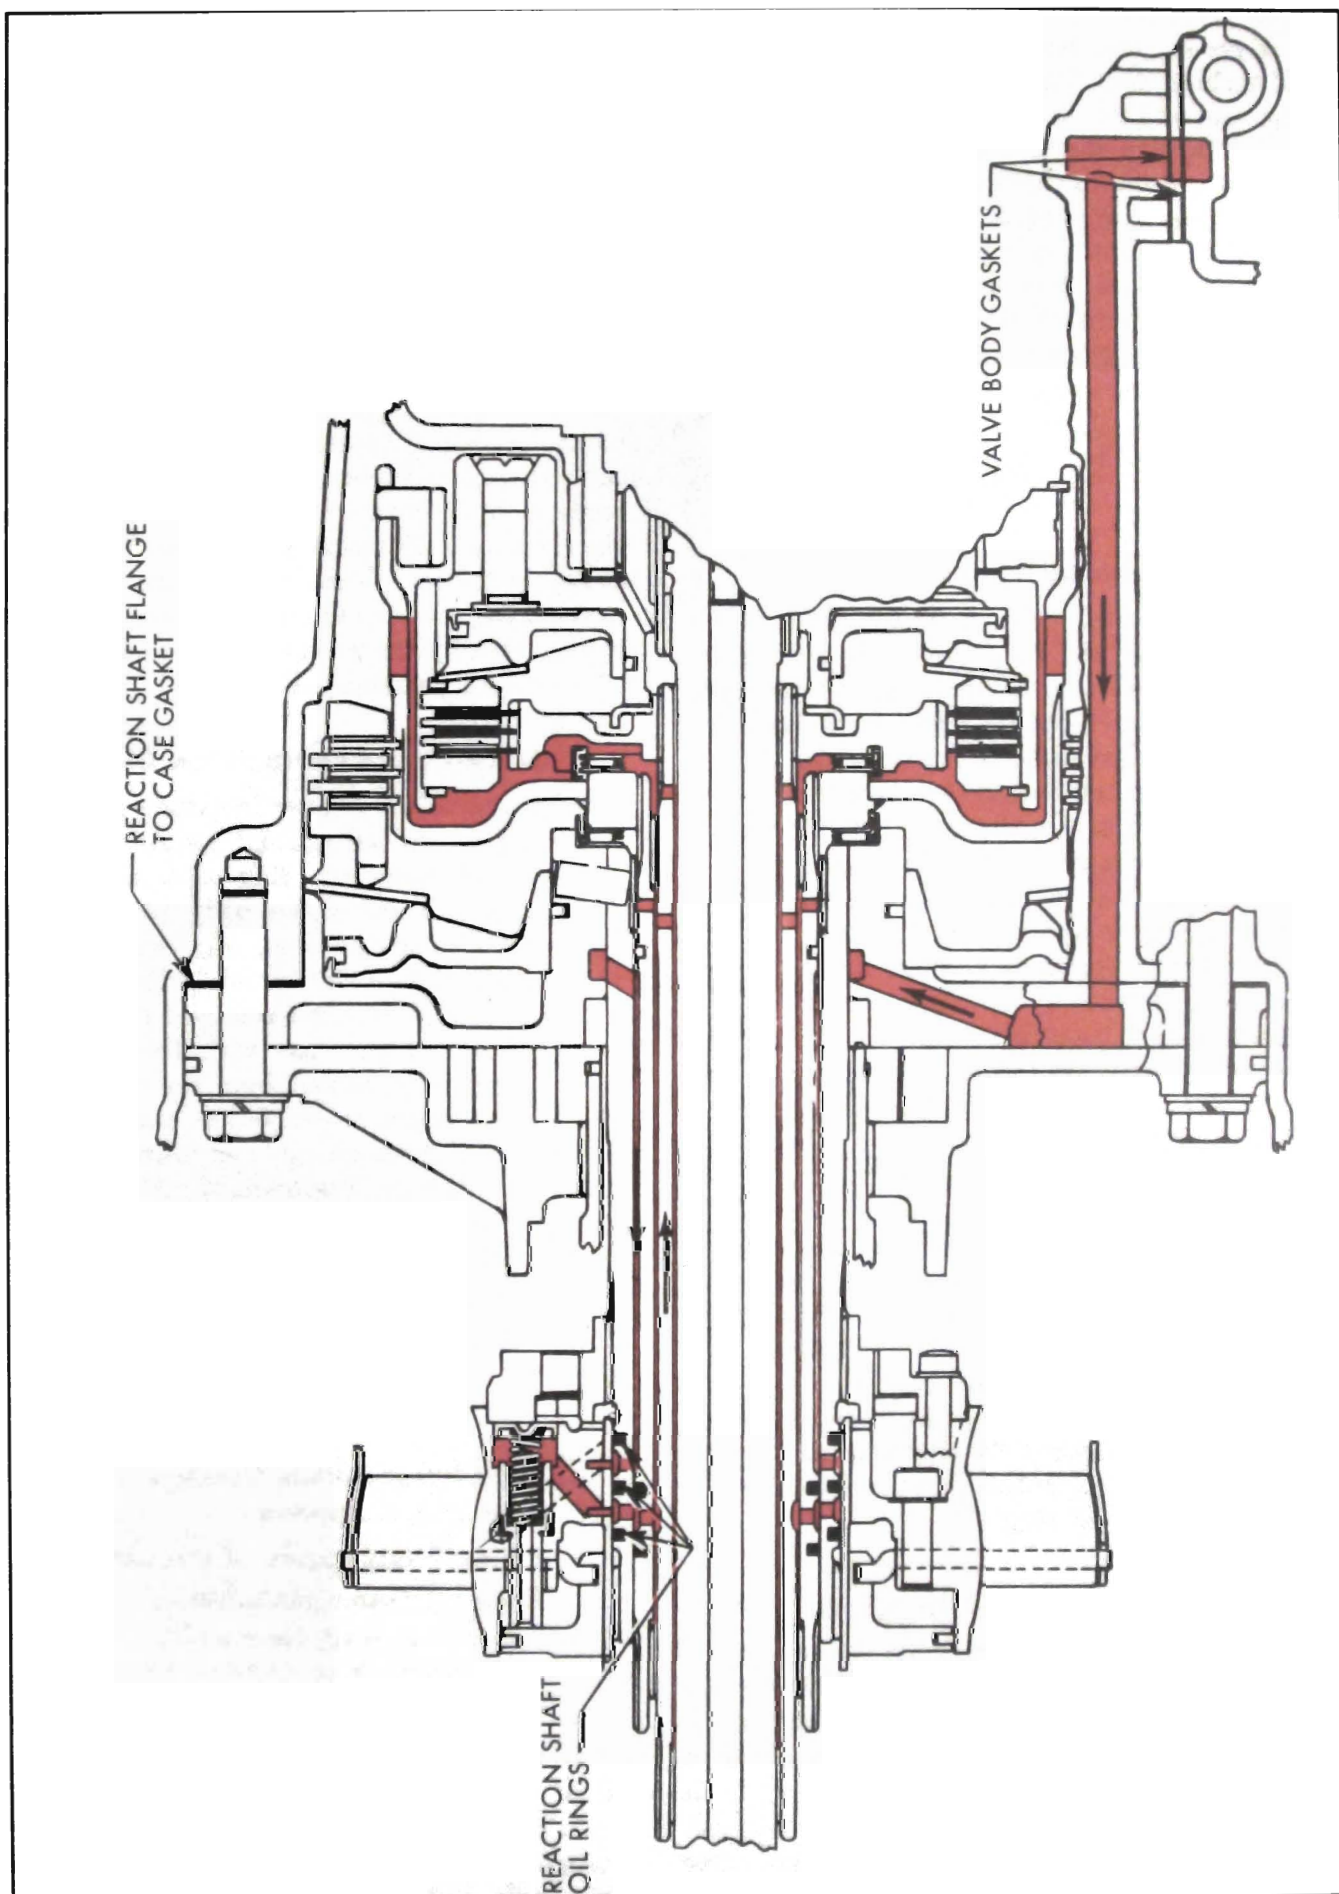 REACTION SHAFT FLANGE
TO CASE GASKET
VALVE BODY GASKETS
REACTION SHAFT
OIL RINGS